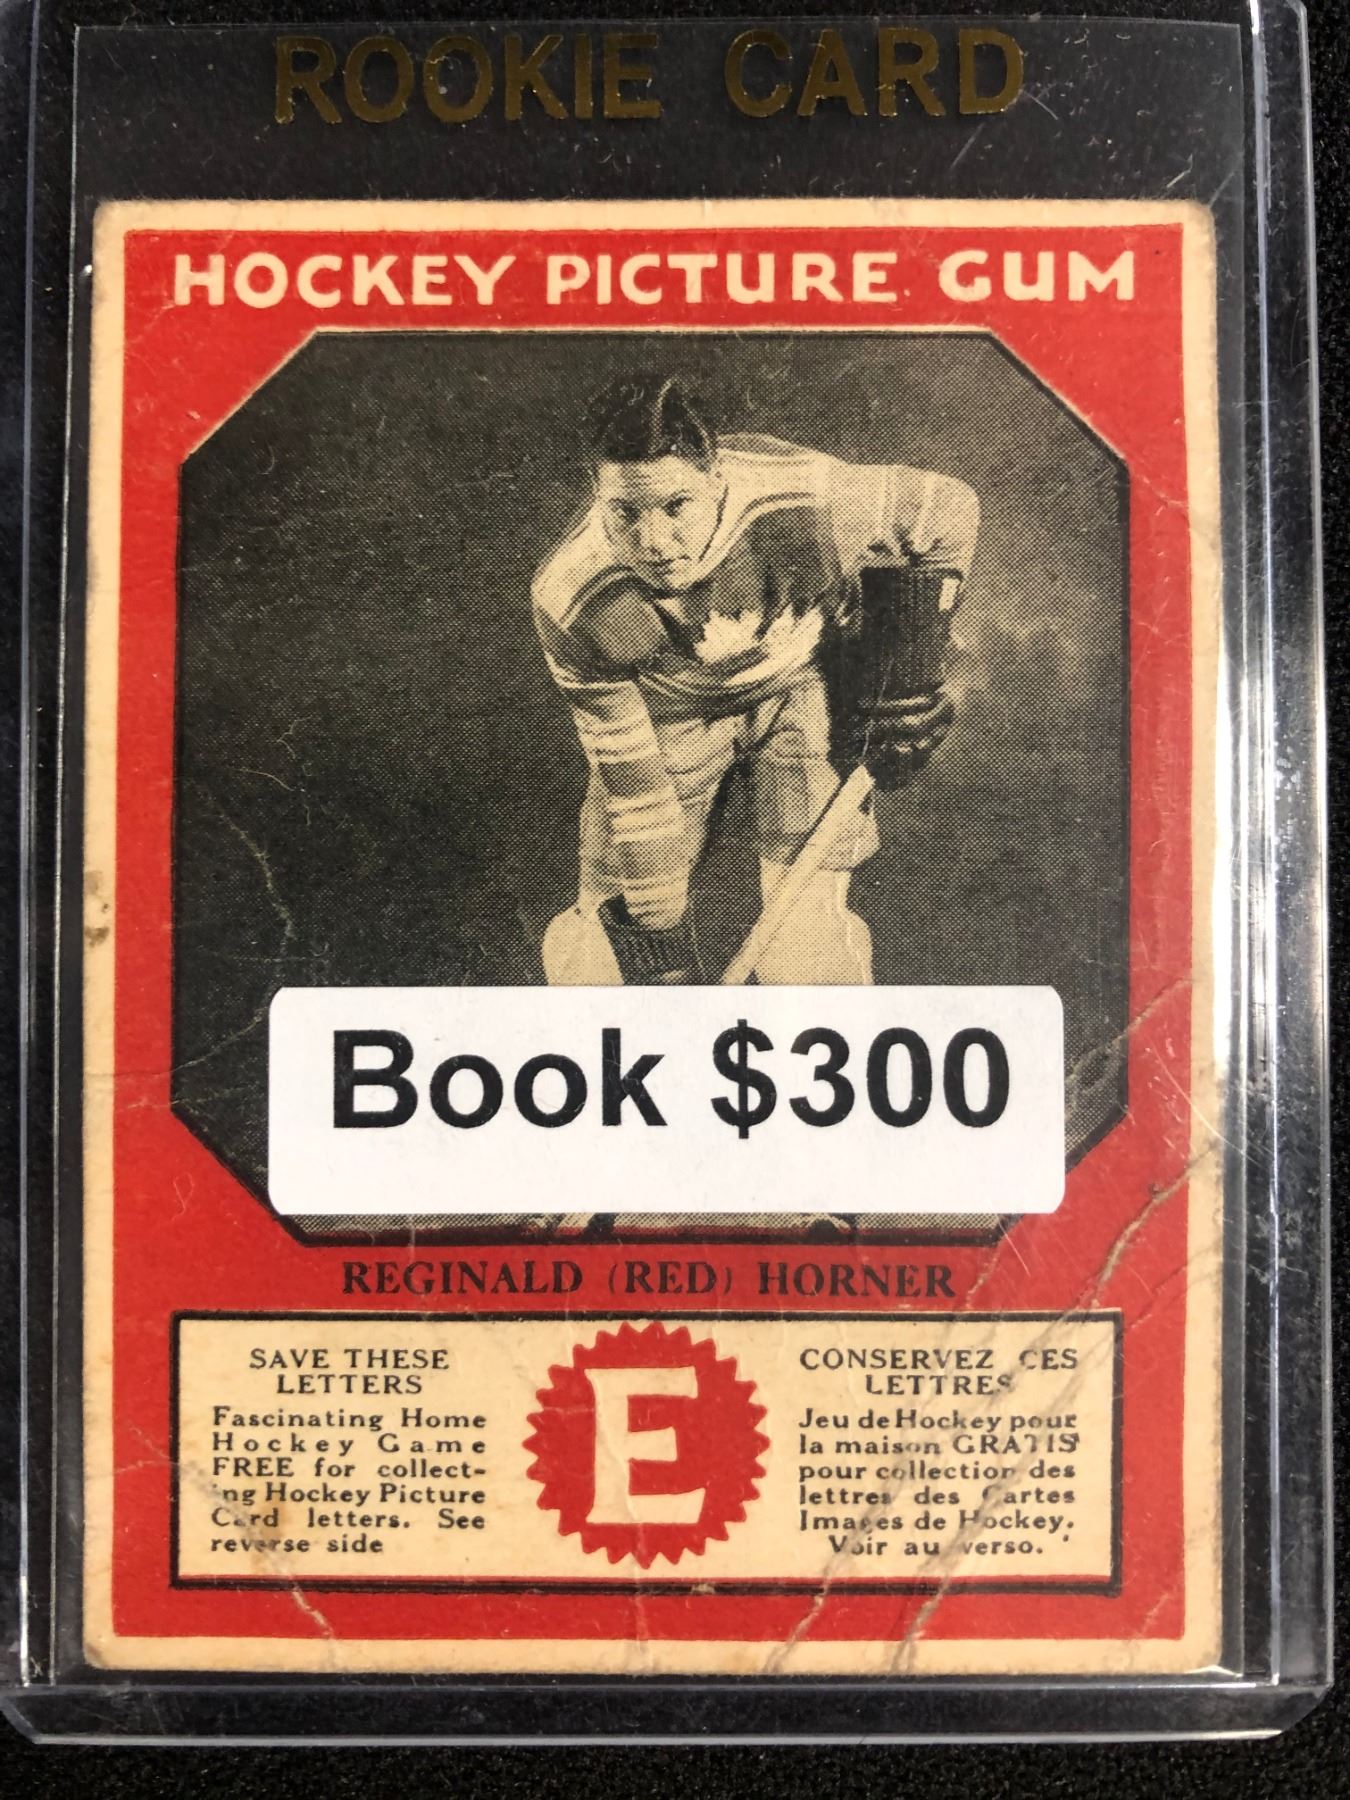 ROOKIE CARD
HOCKEY PICTURE GUM
Book $300
REGINALD (RED) HORNER
SAVE THESE
LETTERS
Fascinating Home
Hockey Game
FREE for collect-
ing Hockey Picture
Card letters. See
reverse side
E
CONSERVEZ CES
LETTRES
Jeu de Hockey pour
la maison GRATIS
pour collection des
lettres des Cartes
Images de Hockey.
Voir au verso.